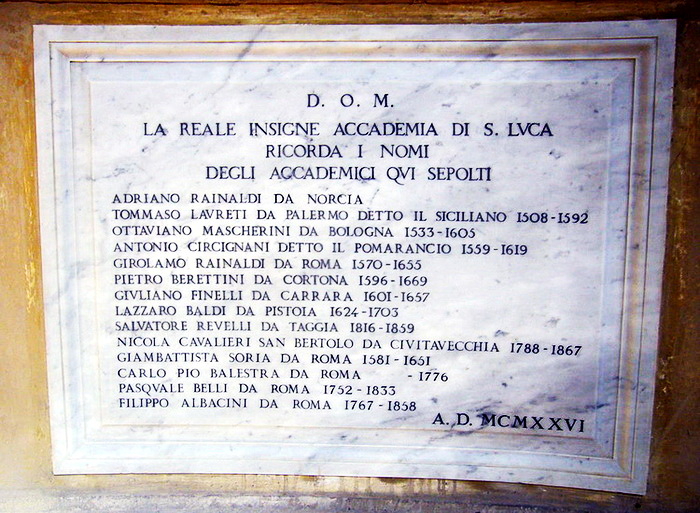 D. O. M.
LA REALE INSIGNE ACCADEMIA DI S. LVCA
RICORDA I NOMI
DEGLI ACCADEMICI QVI SEPOLTI
ADRIANO RAINALDI DA NORCIA
TOMMASO LAVRETI DA PALERMO DETTO IL SICILIANO 1508-1592
OTTAVIANO MASCHERINI DA BOLOGNA 1533-1605
ANTONIO CIRCIGNANI DETTO IL POMARANCIO 1559-1619
GIROLAMO RAINALDI DA ROMA 1570-1655
PIETRO BERETTINI DA CORTONA 1596-1669
GIVLIANO FINELLI DA CARRARA 1601-1657
LAZZARO BALDI DA PISTOIA 1624-1703
SALVATORE REVELLI DA TAGGIA 1816-1859
NICOLA CAVALIERI SAN BERTOLO DA CIVITAVECCHIA 1788-1867
GIAMBATTISTA SORIA DA ROMA 1581-1651
CARLO PIO BALESTRA DA ROMA - 1776
PASQVALE BELLI DA ROMA 1752-1833
FILIPPO ALBACINI DA ROMA 1767-1858
A. D. MCMXXVI